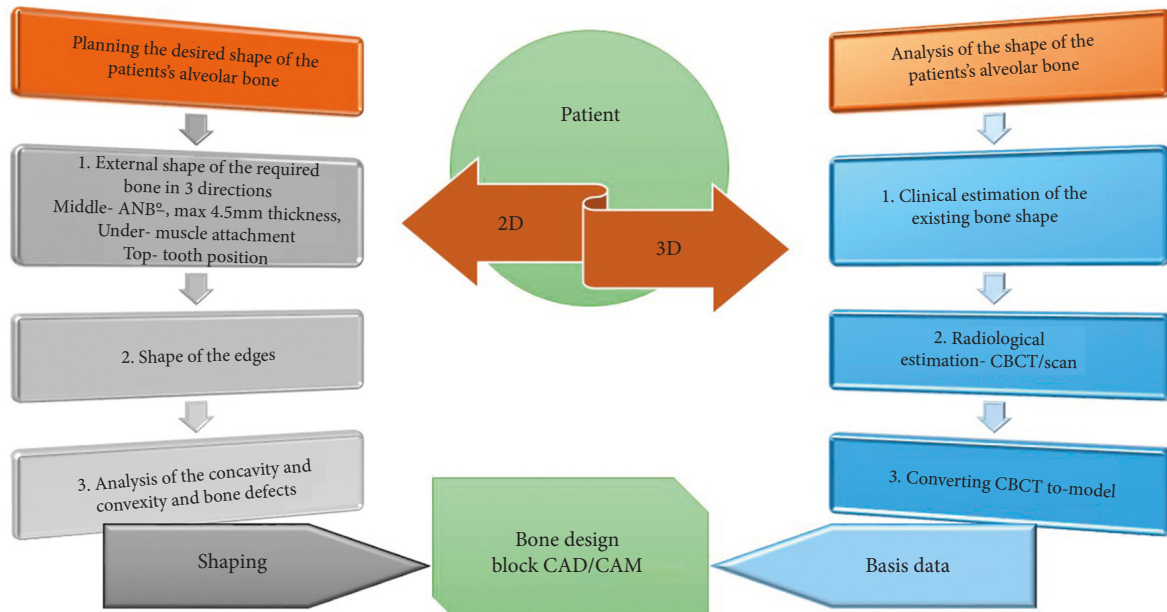 Planning the desired shape of the
patients's alveolar bone
1. External shape of the required
bone in 3 directions
Middle- ANBº-, max 4.5mm thickness,
Under- muscle attachment
Top- tooth position
2. Shape of the edges
3. Analysis of the concavity and
convexity and bone defects
Shaping
Patient
2D
3D
Bone design
block CAD/CAM
Analysis of the shape of the
patients's alveolar bone
1. Clinical estimation of the
existing bone shape
2. Radiological
estimation- CBCT/scan
3. Converting CBCT to-model
Basis data